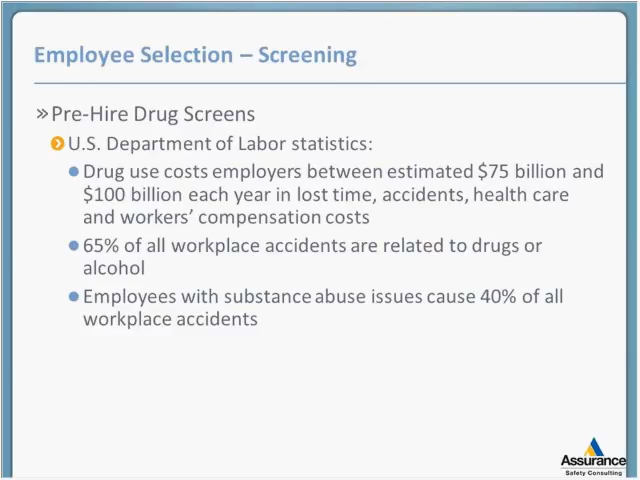 Employee Selection – Screening
»Pre-Hire Drug Screens
U.S. Department of Labor statistics:
Drug use costs employers between estimated $75 billion and
$100 billion each year in lost time, accidents, health care
and workers’ compensation costs
65% of all workplace accidents are related to drugs or
alcohol
Employees with substance abuse issues cause 40% of all
workplace accidents
Assurance
Safety Consulting